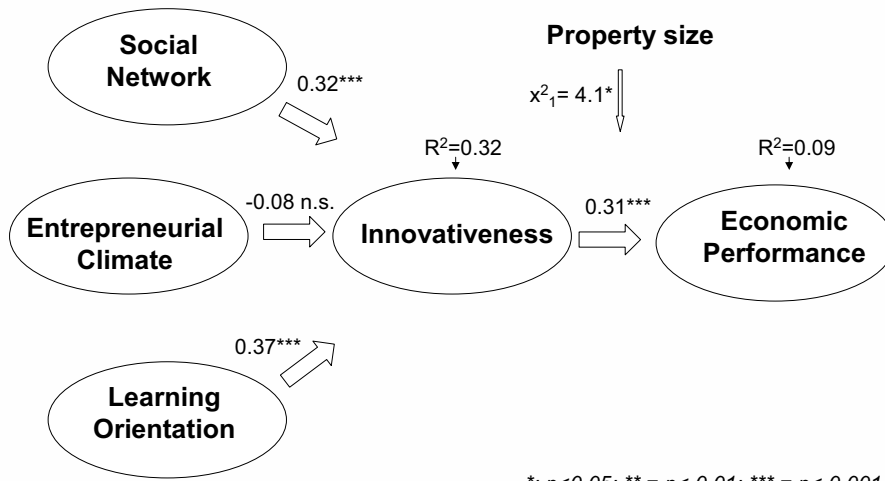 Social
Network
Property size
0.32***
x²₁= 4.1*
R²=0.32
R²=0.09
-0.08 n.s.
0.31***
Entrepreneurial
Climate
Innovativeness
Economic
Performance
0.37***
Learning
Orientation
*: p<0.05; ** = p< 0.01; *** = p< 0.001